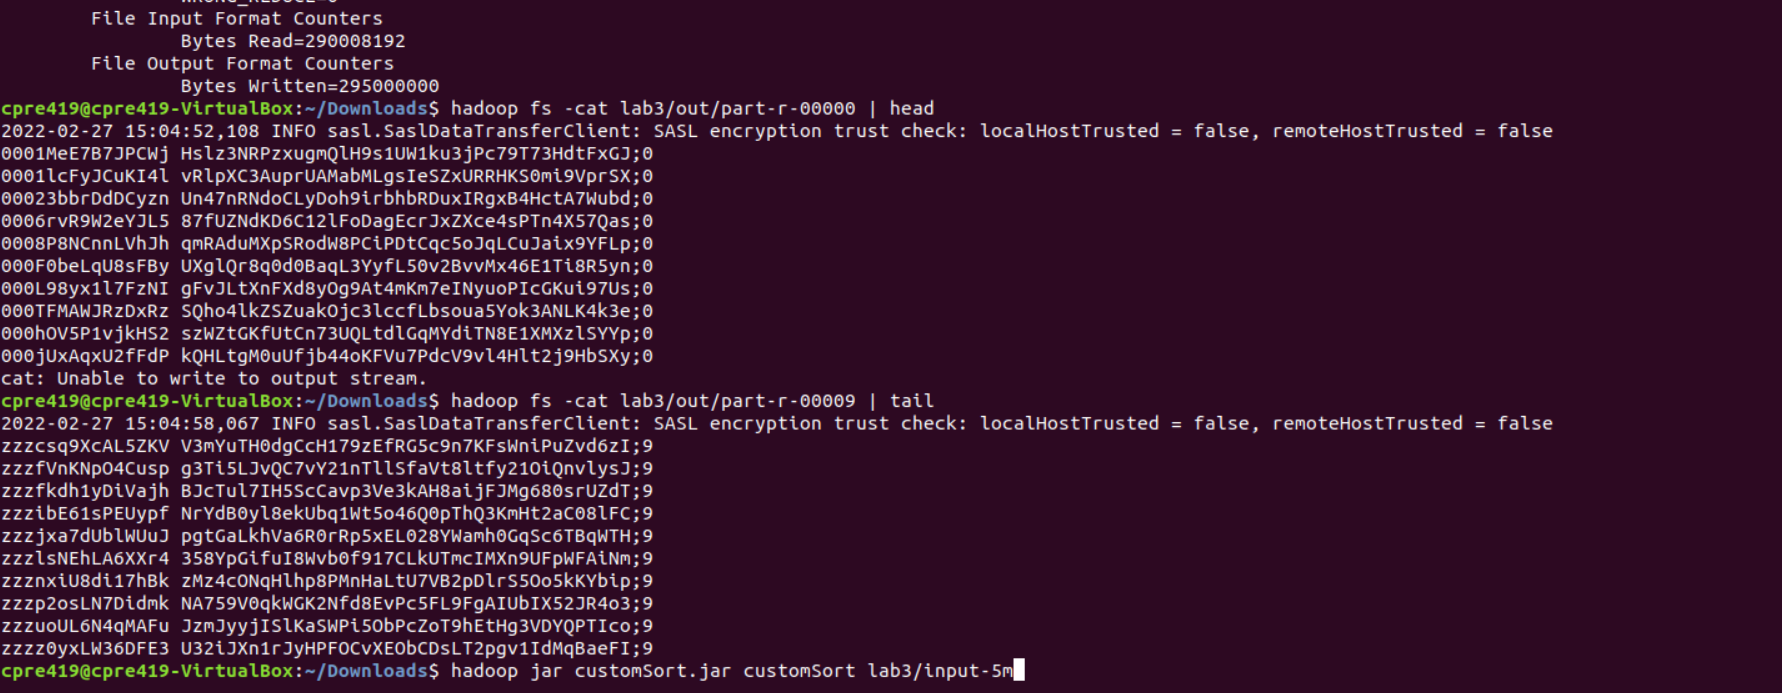 WRONG_REDUCE=0
File Input Format Counters
Bytes Read=290008192
File Output Format Counters
Bytes Written=295000000
cpre419@cpre419-VirtualBox:~/Downloads$ hadoop fs -cat lab3/out/part-r-00000 | head
2022-02-27 15:04:52,108 INFO sasl.SaslDataTransferClient: SASL encryption trust check: localHostTrusted = false, remoteHostTrusted = false
0001MeE7B7JPCWj Hslz3NRPzxugmQlH9s1UW1ku3jPc79T73HdtFxGJ;0
0001lcFyJCuKI4l vRlpXC3AuprUAMabMLgsIeSZxURRHKS0mi9VprSX;0
00023bbrDdDCyzn Un47nRNdoCLyDoh9irbhbRDuxIRgxB4HctA7Wubd;0
0006rvR9W2eYJL5 87fUZNdKD6C12lFoDagEcrJxZXce4sPTn4X57Qas;0
0008P8NCnnLVhJh qmRAduMXpSRodW8PCiPDtCqc5oJqLCuJaix9YFLp;0
000F0beLqU8sFBy UXglQr8q0d0BaqL3YyfL50v2BvvMx46E1Ti8R5yn;0
000L98yx1l7FzNI gFvJLtXnFXd8yOg9At4mKm7eINyuoPIcGKui97Us;0
000TFMAWJRzDxRz SQho4lkZSZuakOjc3lccfLbsoua5Yok3ANLK4k3e;0
000hOV5P1vjkHS2 szWZtGKfUtCn73UQLtdlGqMYdiTN8E1XMXzlSYYp;0
000jUxAqxU2fFdP kQHLtgM0uUfjb44oKFVu7PdcV9vl4Hlt2j9HbSXy;0
cat: Unable to write to output stream.
cpre419@cpre419-VirtualBox:~/Downloads$ hadoop fs -cat lab3/out/part-r-00009 | tail
2022-02-27 15:04:58,067 INFO sasl.SaslDataTransferClient: SASL encryption trust check: localHostTrusted = false, remoteHostTrusted = false
zzzcsq9XcAL5ZKV V3mYuTH0dgCcH179zEfRG5c9n7KFsWniPuZvd6zI;9
zzzfVnKNpO4Cusp g3Ti5LJvQC7vY21nTllSfaVt8ltfy21OiQnvlysJ;9
zzzfkdh1yDiVajh BJcTul7IH5ScCavp3Ve3kAH8aijFJMg680srUZdT;9
zzzibE61sPEUypf NrYdB0yl8ekUbq1Wt5o46Q0pThQ3KmHt2aC08lFC;9
zzzjxa7dUblWUuJ pgtGaLkhVa6R0rRp5xEL028YWamh0GqSc6TBqWTH;9
zzzlsNEhLA6XXr4 358YpGifuI8Wvb0f917CLkUTmcIMXn9UFpWFAiNm;9
zzznxiU8di17hBk zMz4cONqHlhp8PMnHaLtU7VB2pDlrS5Oo5kKYbip;9
zzzp2osLN7Didmk NA759V0qkWGK2Nfd8EvPc5FL9FgAIUbIX52JR4o3;9
zzzuoUL6N4qMAFu JzmJyyjISlKaSWPi5ObPcZoT9hEtHg3VDYQPTIco;9
zzzz0yxLW36DFE3 U32iJXn1rJyHPFOCvXEObCDsLT2pgv1IdMqBaeFI;9
cpre419@cpre419-VirtualBox:~/Downloads$ hadoop jar customSort.jar customSort lab3/input-5m